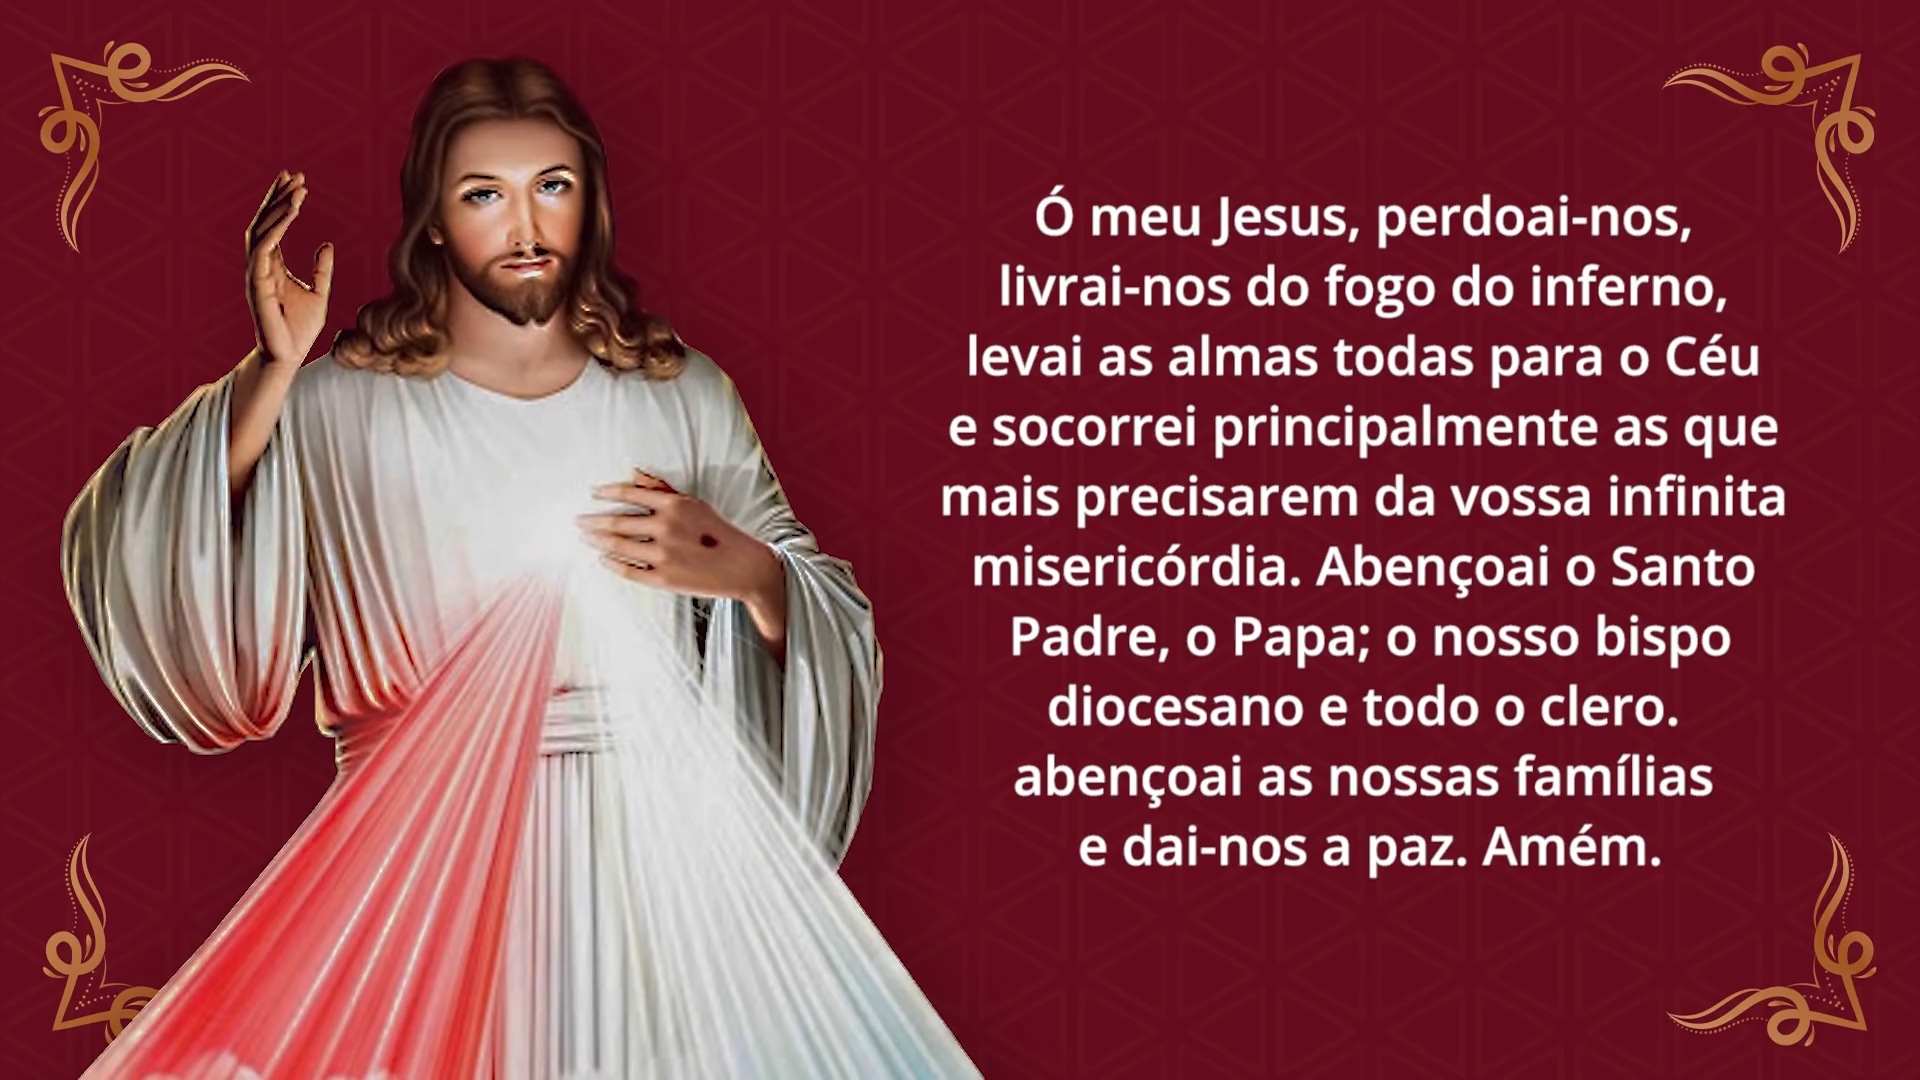 Ó meu Jesus, perdoai-nos,
livrai-nos do fogo do inferno,
levai as almas todas para o Céu
e socorrei principalmente as que
mais precisarem da vossa infinita
misericórdia. Abençoai o Santo
Padre, o Papa; o nosso bispo
diocesano e todo o clero.
abençoai as nossas famílias
e dai-nos a paz. Amém.